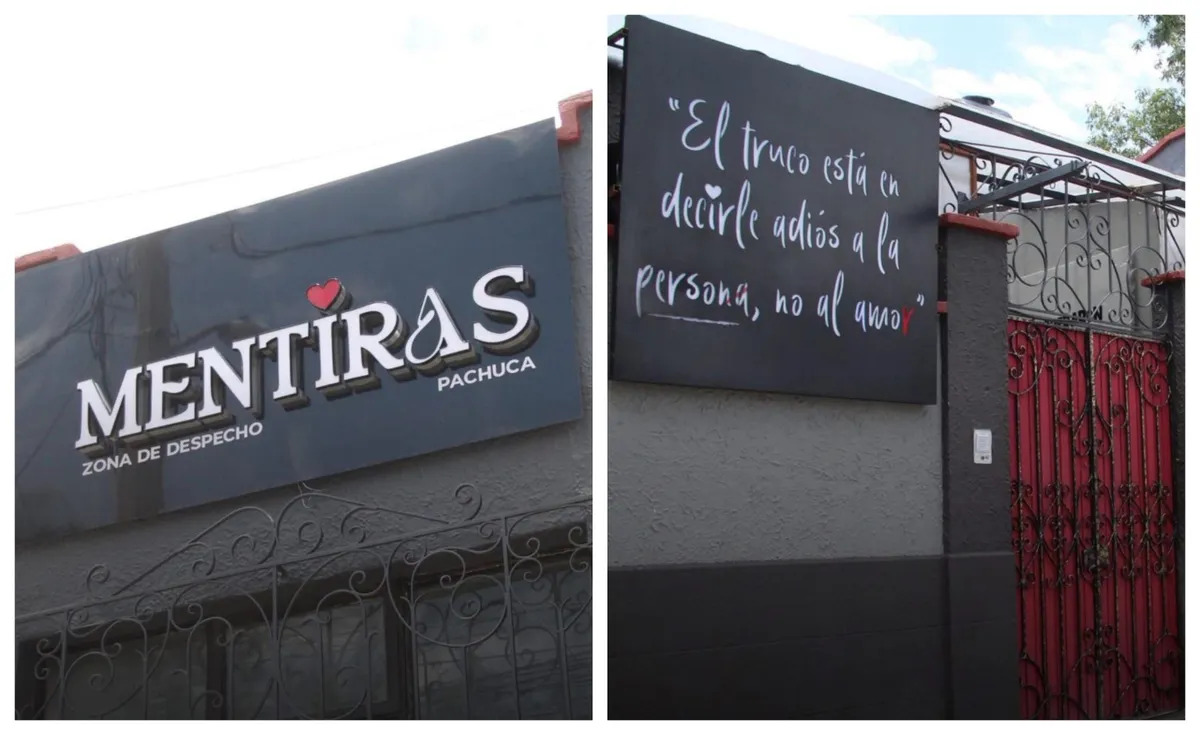 MENTIRAS
PACHUCA
ZONA DE DESPECHO
"El truco está en
decirle adiós a la
persona, no al amor"